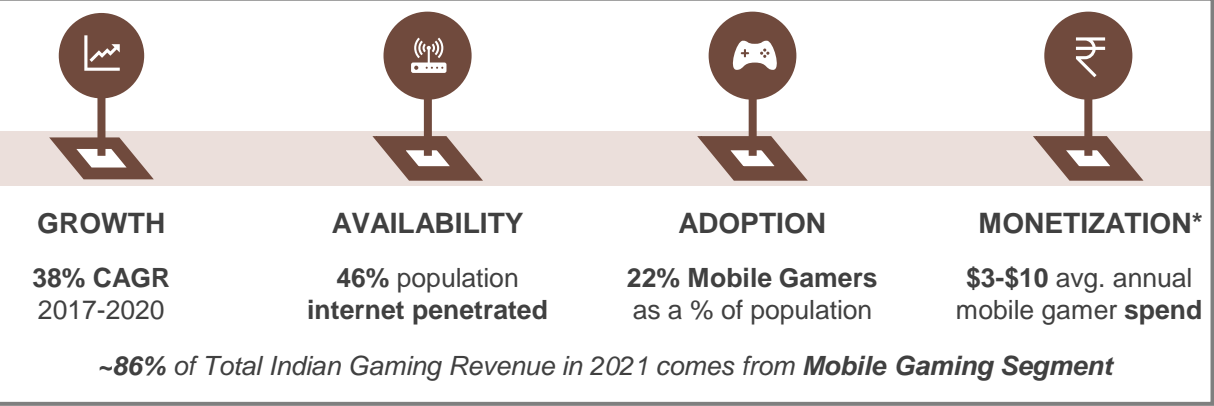 GROWTH
38% CAGR
2017-2020
AVAILABILITY
46% population
internet penetrated
ADOPTION
22% Mobile Gamers
as a % of population
MONETIZATION*
$3-$10 avg. annual
mobile gamer spend
~86% of Total Indian Gaming Revenue in 2021 comes from Mobile Gaming Segment